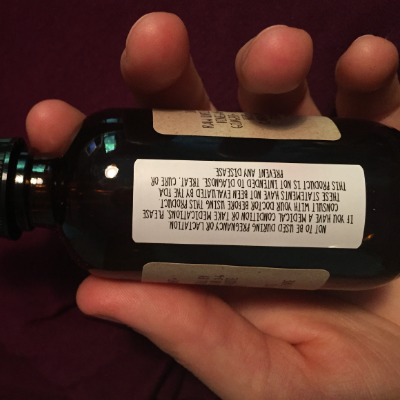 NOT TO BE USED DURING PREGNANCY OR LACTATION
IF YOU HAVE A MEDICAL CONDITION OR TAKE MEDICATIONS, PLEASE
CONSULT WITH YOUR DOCTOR BEFORE USING THIS PRODUCT
THESE STATEMENTS HAVE NOT BEEN EVALUATED BY THE FDA
THIS PRODUCT IS NOT INTENDED TO DIAGNOSE, TREAT, CURE OR
PREVENT ANY DISEASE